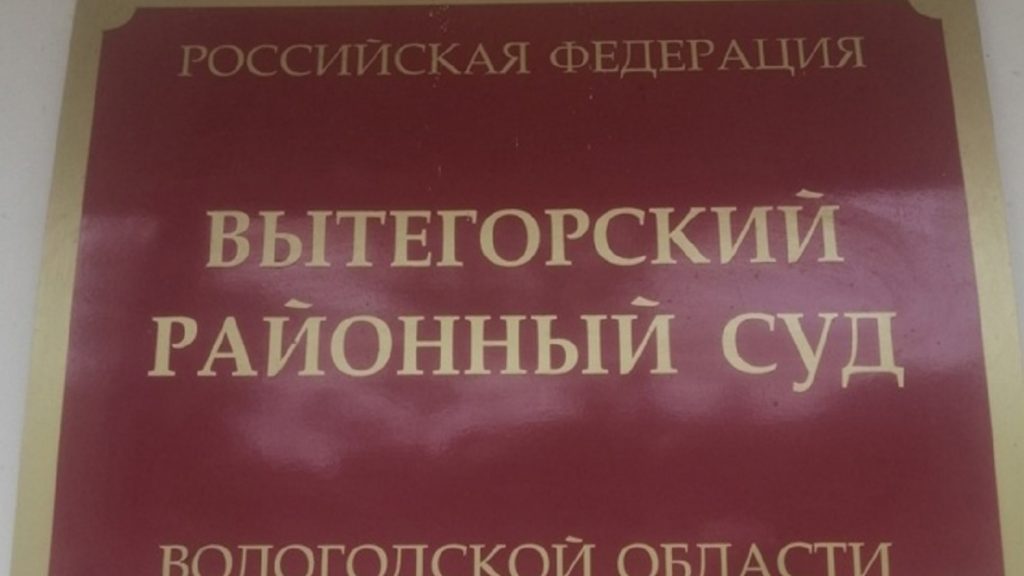 РОССИЙСКАЯ ФЕДЕРАЦИЯ
ВЫТЕГОРСКИЙ
РАЙОННЫЙ СУД
ВОЛОГОДСКОЙ ОБЛАСТИ